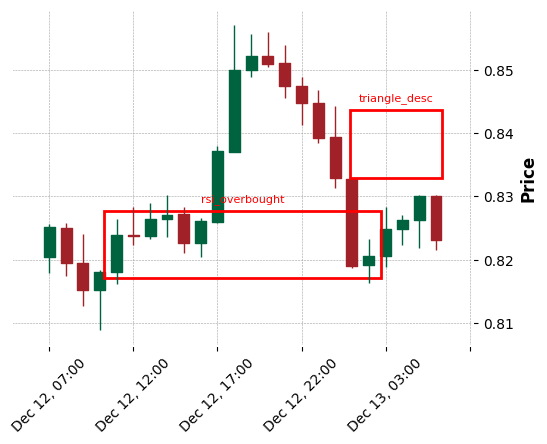 triangle_desc
0.85
0.84
rsi_overbought
0.83
0.82
0.81
Price
Dec 12, 07:00
Dec 12, 12:00
Dec 12, 17:00
Dec 12, 22:00
Dec 13, 03:00